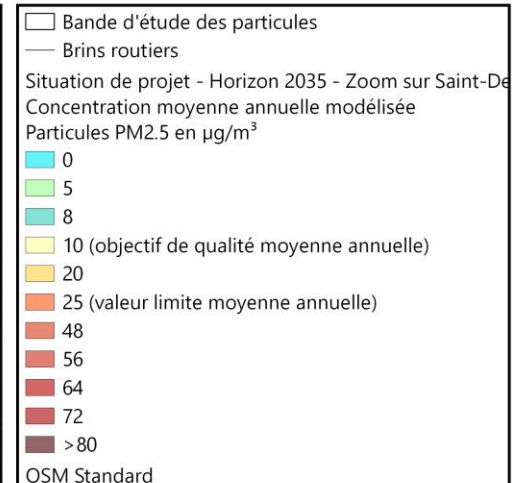 Bande d'étude des particules
Brins routiers
Situation de projet - Horizon 2035 - Zoom sur Saint-De
Concentration moyenne annuelle modélisée
Particules PM2.5 en µg/m³
0
5
8
10 (objectif de qualité moyenne annuelle)
20
25 (valeur limite moyenne annuelle)
48
56
64
72
>80
OSM Standard